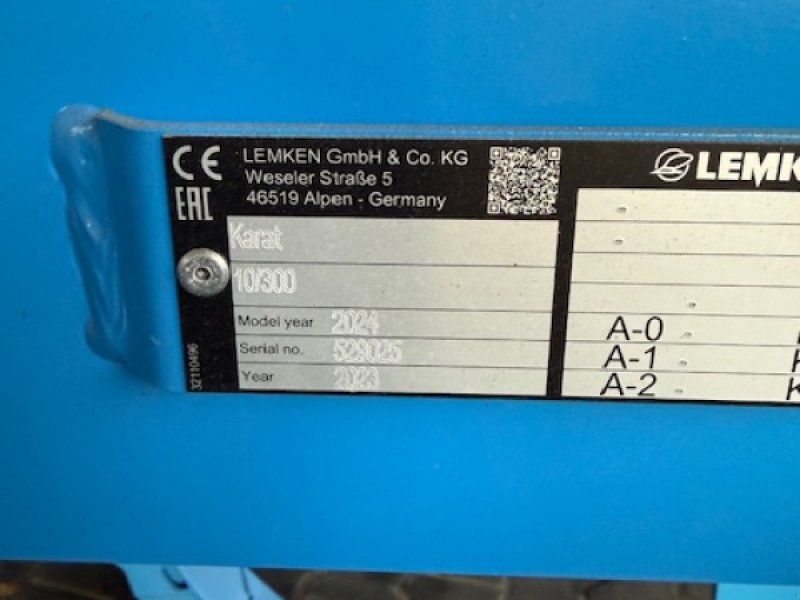 CE
EAC
LEMKEN GmbH & Co. KG
Weseler Straße 5
46519 Alpen - Germany
LEMK
Karat
10/300
Model year 2024
Serial no. 529025
Year 2023
32110496
A-0
A-1
A-2